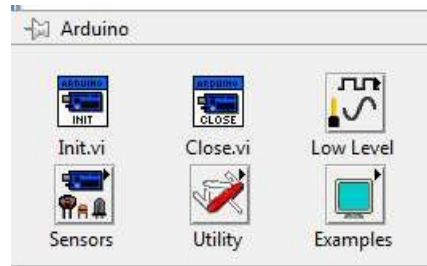 Arduino
ARDUINO
INIT
Init.vi
ARDUINO
CLOSE
Close.vi
Low Level
Sensors
Utility
Examples